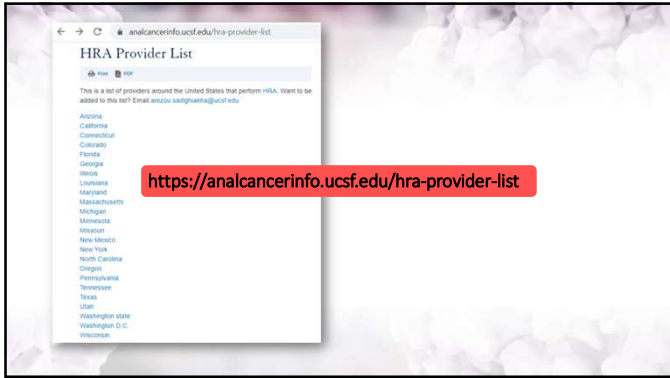 analcancerinfo.ucsf.edu/hra-provider-list
HRA Provider List
Print PDF
This is a list of providers around the United States that perform HRA. Want to be
added to this list? Email arezou.sadighiakha@ucsf.edu
Arizona
California
Connecticut
Colorado
Florida
Georgia
Illinois
Louisiana
Maryland
Massachusetts
Michigan
Minnesota
Missouri
New Mexico
New York
North Carolina
Oregon
Pennsylvania
Tennessee
Texas
Utah
Washington state
Washington D.C.
Wisconsin
https://analcancerinfo.ucsf.edu/hra-provider-list